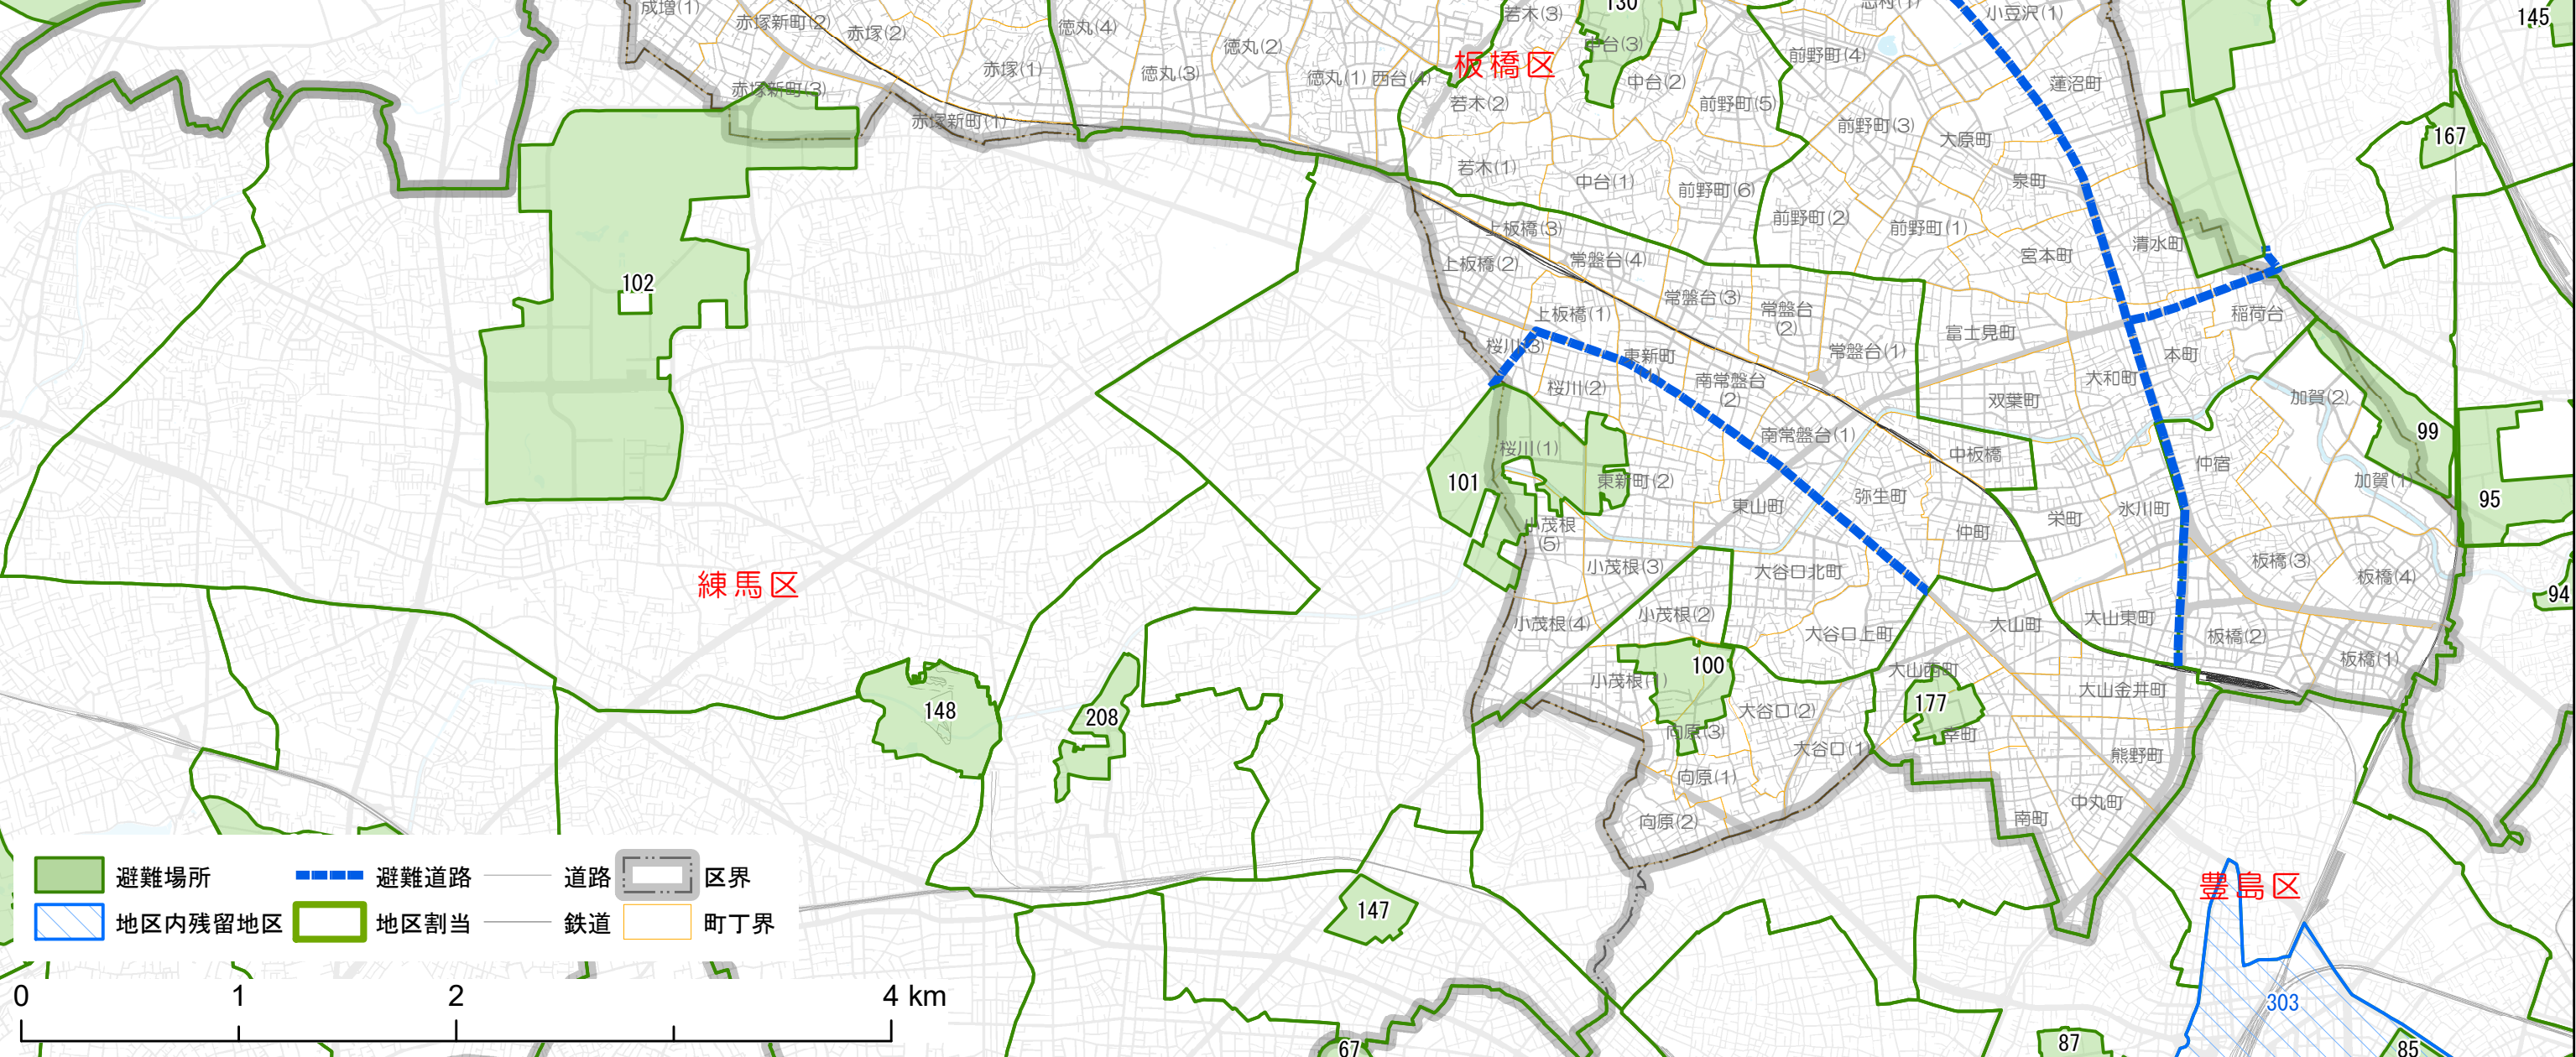 成増(1)
赤塚新町(2)
赤塚(2)
徳丸(4)
若木(3)
130
志村(1)
小豆沢(1)
145
徳丸(2)
中台(3)
前野町(4)
赤塚(1)
徳丸(3)
徳丸(1)
西台(4)
板橋区
中台(2)
蓮沼町
赤塚新町(3)
若木(2)
前野町(5)
赤塚新町(1)
前野町(3)
大原町
167
若木(1)
中台(1)
前野町(6)
泉町
上板橋(3)
前野町(2)
前野町(1)
清水町
上板橋(2)
常盤台(4)
宮本町
102
常盤台(3)
常盤台
(2)
上板橋(1)
稲荷台
桜川(3)
東新町
(1)
常盤台(1)
富士見町
本町
桜川(2)
南常盤台
(2)
双葉町
大和町
加賀(2)
桜川(1)
南常盤台(1)
中板橋
99
101
東新町(2)
仲宿
加賀(1)
95
小茂根
(5)
東山町
弥生町
仲町
栄町
氷川町
小茂根(3)
大谷口北町
板橋(3)
板橋(4)
94
練馬区
小茂根(4)
小茂根(2)
大谷口上町
大山町
大山東町
板橋(2)
100
大山西町
板橋(1)
小茂根(1)
大山金井町
148
208
大谷口(2)
177
向原(3)
大谷口(1)
幸町
熊野町
向原(1)
中丸町
向原(2)
南町
避難場所
避難道路
道路
区界
豊島区
地区内残留地区
地区割当
鉄道
町丁界
147
0
1
2
4 km
303
67
87
85